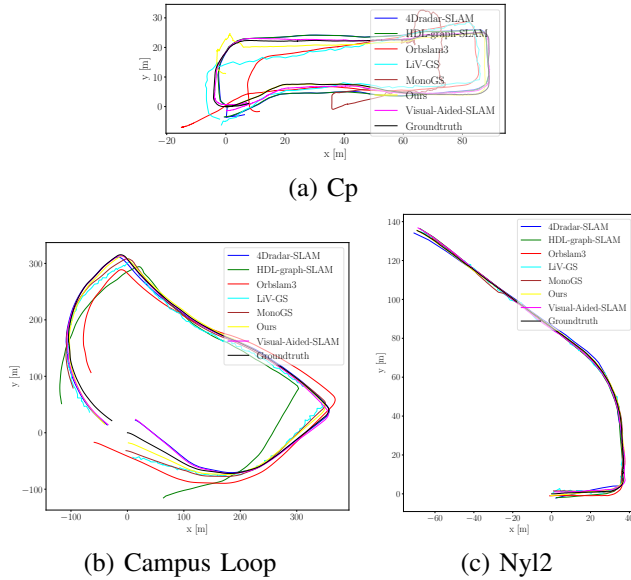 30
20
10
0
y [m]
−20
0
20
40
60
80
x [m]
4Dradar-SLAM
HDL-graph-SLAM
Orbslam3
LiV-GS
MonoGS
Ours
Visual-Aided-SLAM
Groundtruth
(a) Cp
300
200
100
0
−100
y [m]
−100
0
100
200
300
x [m]
4Dradar-SLAM
HDL-graph-SLAM
Orbslam3
LiV-GS
MonoGS
Ours
Visual-Aided-SLAM
Groundtruth
(b) Campus Loop
140
120
100
80
60
40
20
0
y [m]
−60
−40
−20
0
20
40
x [m]
4Dradar-SLAM
HDL-graph-SLAM
Orbslam3
LiV-GS
MonoGS
Ours
Visual-Aided-SLAM
Groundtruth
(c) Nyl2